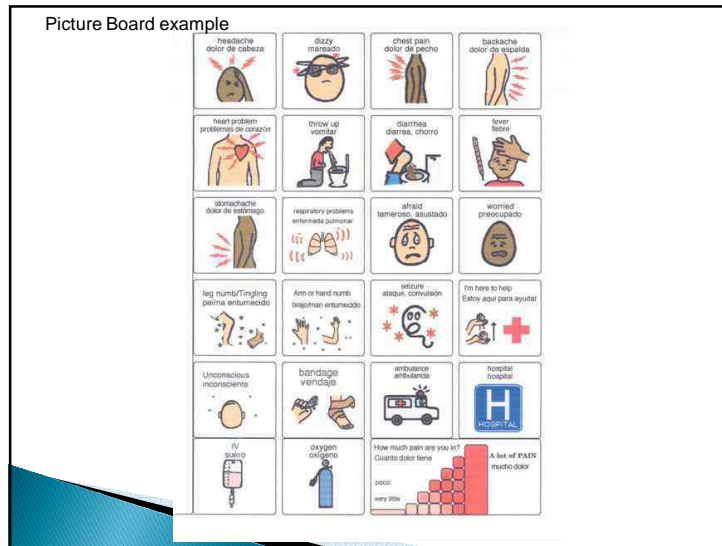 Picture Board example
headache
dolor de cabeza
dizzy
mareado
chest pain
dolor de pecho
backache
dolor de espalda
heart problem
problemas de corazón
throw up
vomitar
diarrhea
diarrea, chorro
fever
fiebre
stomachache
dolor de estómago
respiratory problems
enfermeda pulmonar
afraid
temeroso, asustado
worried
preocupado
leg numb/Tingling
peirna entumecido
Arm or hand numb
brajo/man entumecido
seizure
ataque, convulsión
I'm here to help
Estoy aqui para ayudar
Unconscious
inconsciente
bandage
vendaje
ambulance
ambulancia
hospital
hospital
H
HOSPITAL
IV
suero
oxygen
oxígeno
How much pain are you in?
Cuanto dolor tiene
A lot of PAIN
mucho dolor
poco
very little